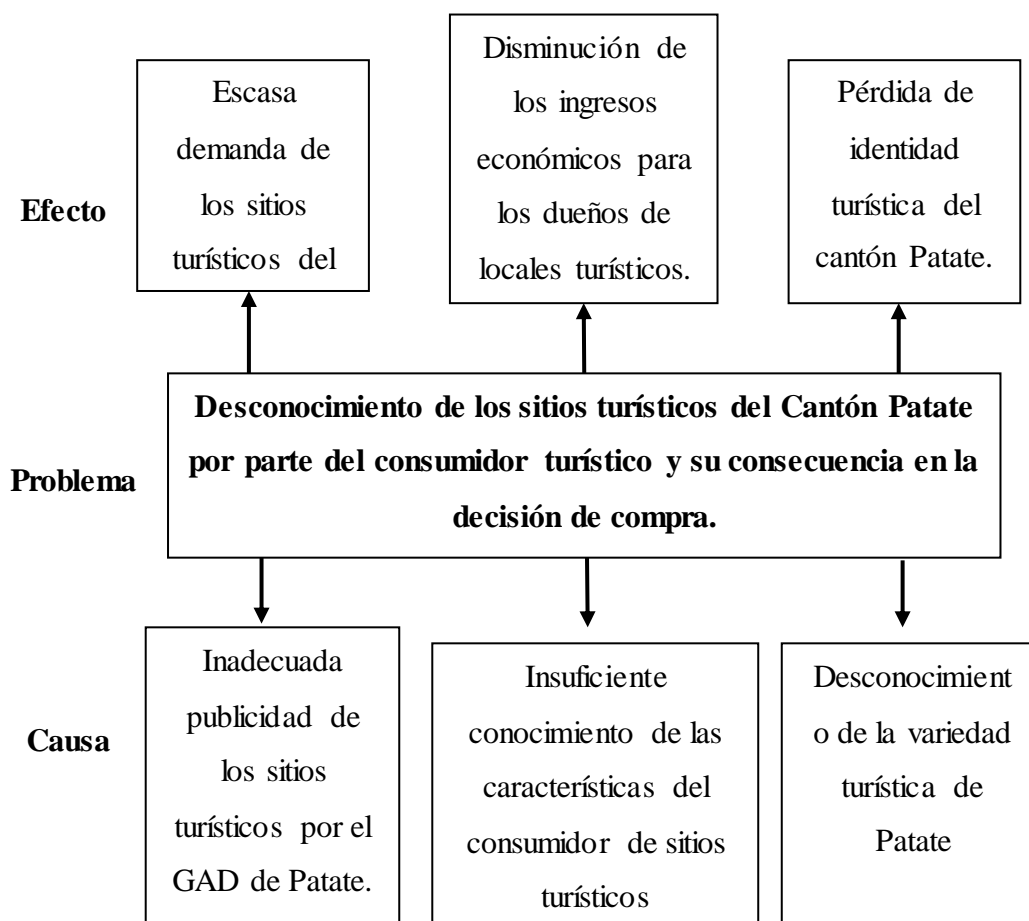 Escasa
demanda de
los sitios
turísticos del
Disminución de
los ingresos
económicos para
los dueños de
locales turísticos.
Pérdida de
identidad
turística del
cantón Patate.
Efecto
Desconocimiento de los sitios turísticos del Cantón Patate
por parte del consumidor turístico y su consecuencia en la
decisión de compra.
Problema
Inadecuada
publicidad de
los sitios
turísticos por el
GAD de Patate.
Insuficiente
conocimiento de las
características del
consumidor de sitios
turísticos
Desconocimient
o de la variedad
turística de
Patate
Causa